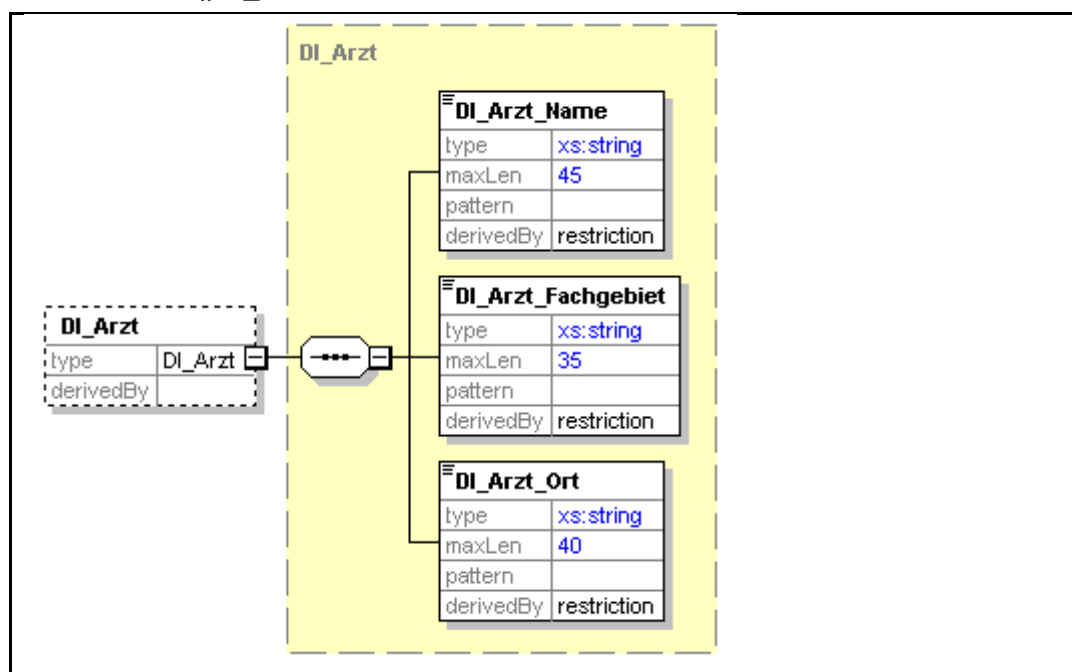 DI_Arzt
DI_Arzt_Name
type xs:string
maxLen 45
pattern
derivedBy restriction
DI_Arzt_Fachgebiet
type xs:string
maxLen 35
pattern
derivedBy restriction
DI_Arzt
type DI_Arzt
derivedBy
DI_Arzt_Ort
type xs:string
maxLen 40
pattern
derivedBy restriction